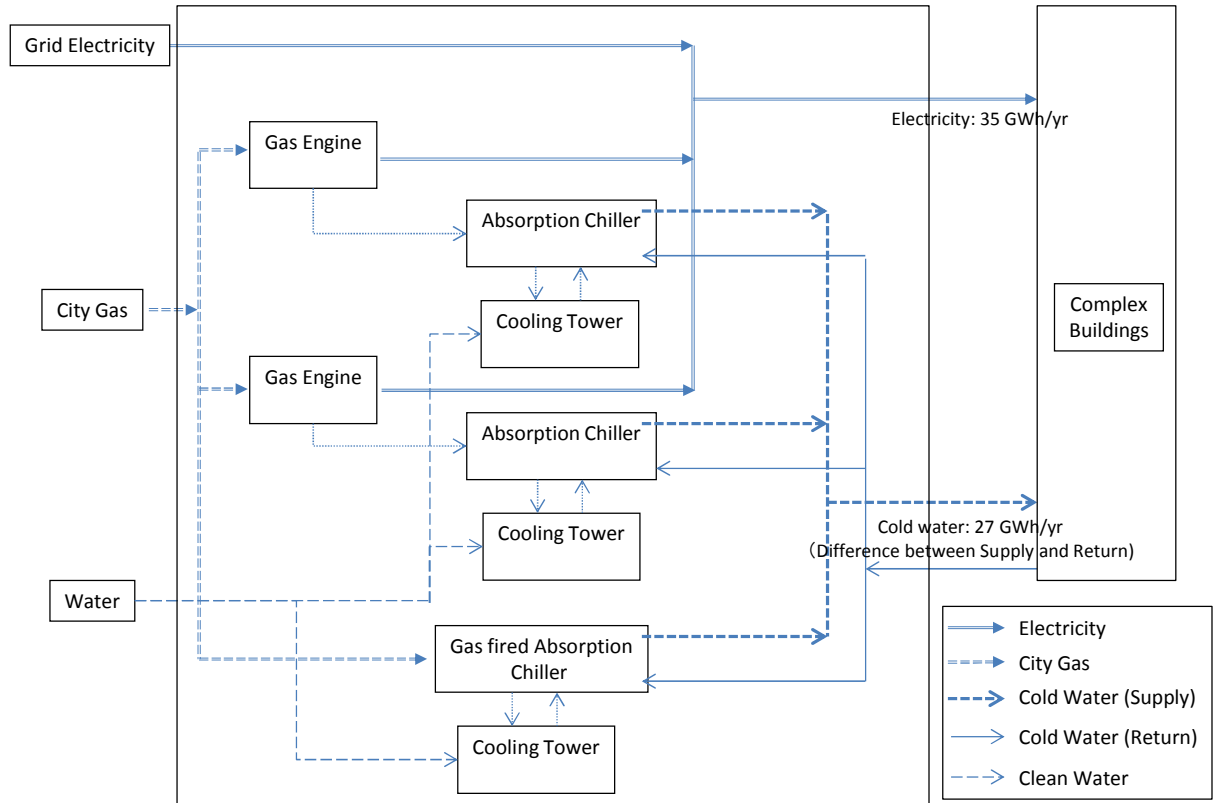 Grid Electricity
Electricity: 35 GWh/yr
Gas Engine
Absorption Chiller
City Gas
Cooling Tower
Complex
Buildings
Gas Engine
Absorption Chiller
Cooling Tower
Cold water: 27 GWh/yr
(Difference between Supply and Return)
Water
Gas fired Absorption
Chiller
Cooling Tower
Electricity
City Gas
Cold Water (Supply)
Cold Water (Return)
Clean Water